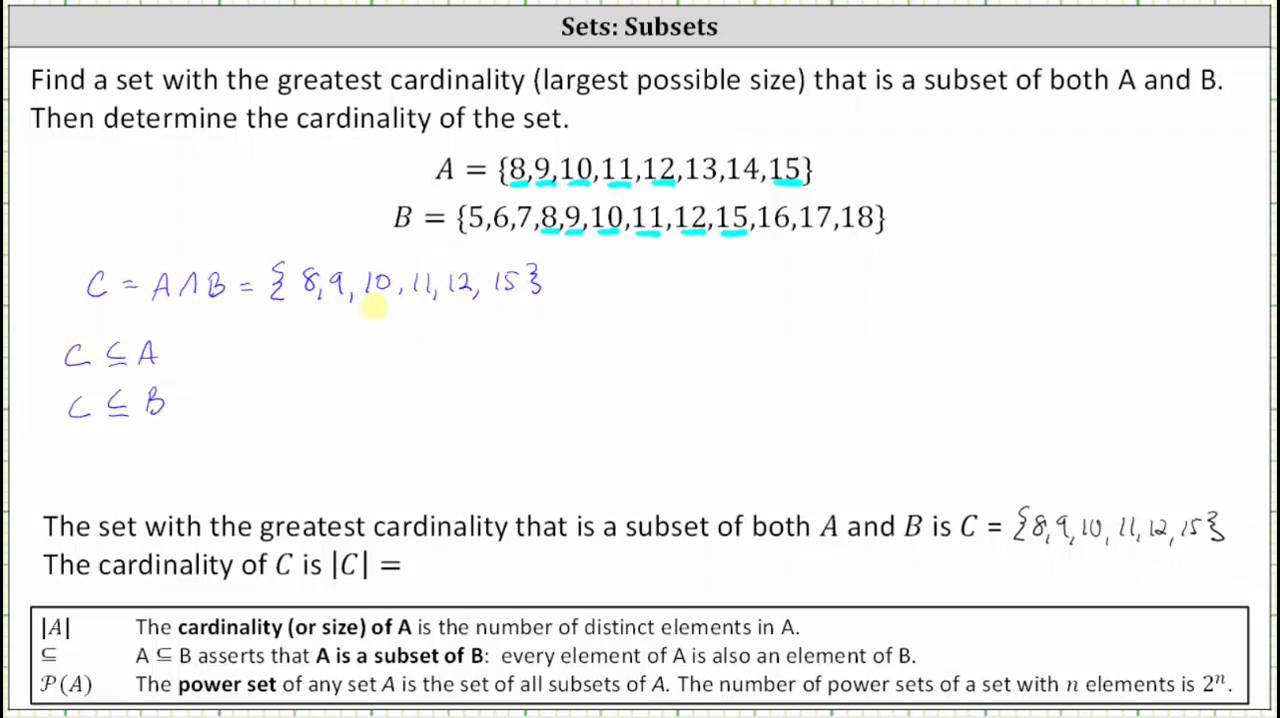 Sets: Subsets
Find a set with the greatest cardinality (largest possible size) that is a subset of both A and B.
Then determine the cardinality of the set.
A = {8,9,10,11,12,13,14,15}
B = {5,6,7,8,9,10,11,12,15,16,17,18}
C = A ∩ B = { 8,9, 10, 11, 12, 15 }
C ⊆ A
C ⊆ B
The set with the greatest cardinality that is a subset of both A and B is C = {8,9,10, 11, 12, 15}
The cardinality of C is |C| =
|A| The cardinality (or size) of A is the number of distinct elements in A.
⊆ A ⊆ B asserts that A is a subset of B: every element of A is also an element of B.
𝒫(A) The power set of any set A is the set of all subsets of A. The number of power sets of a set with n elements is 2ⁿ.